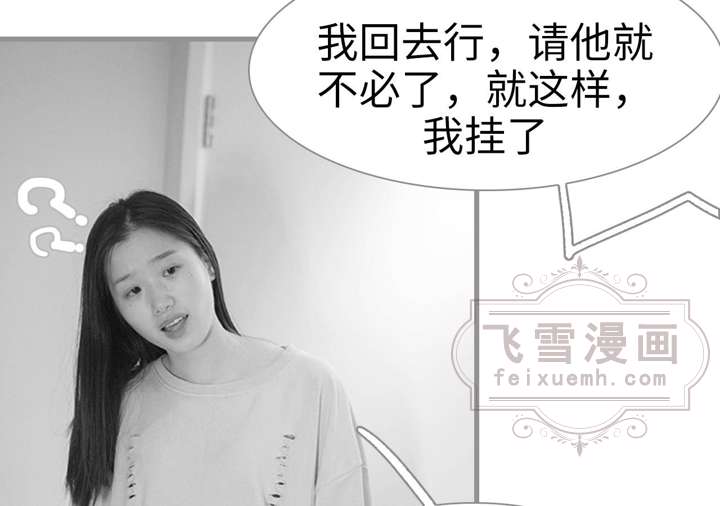 我回去行，请他就
不必了，就这样，
我挂了
飞雪漫画
feixuemh.com